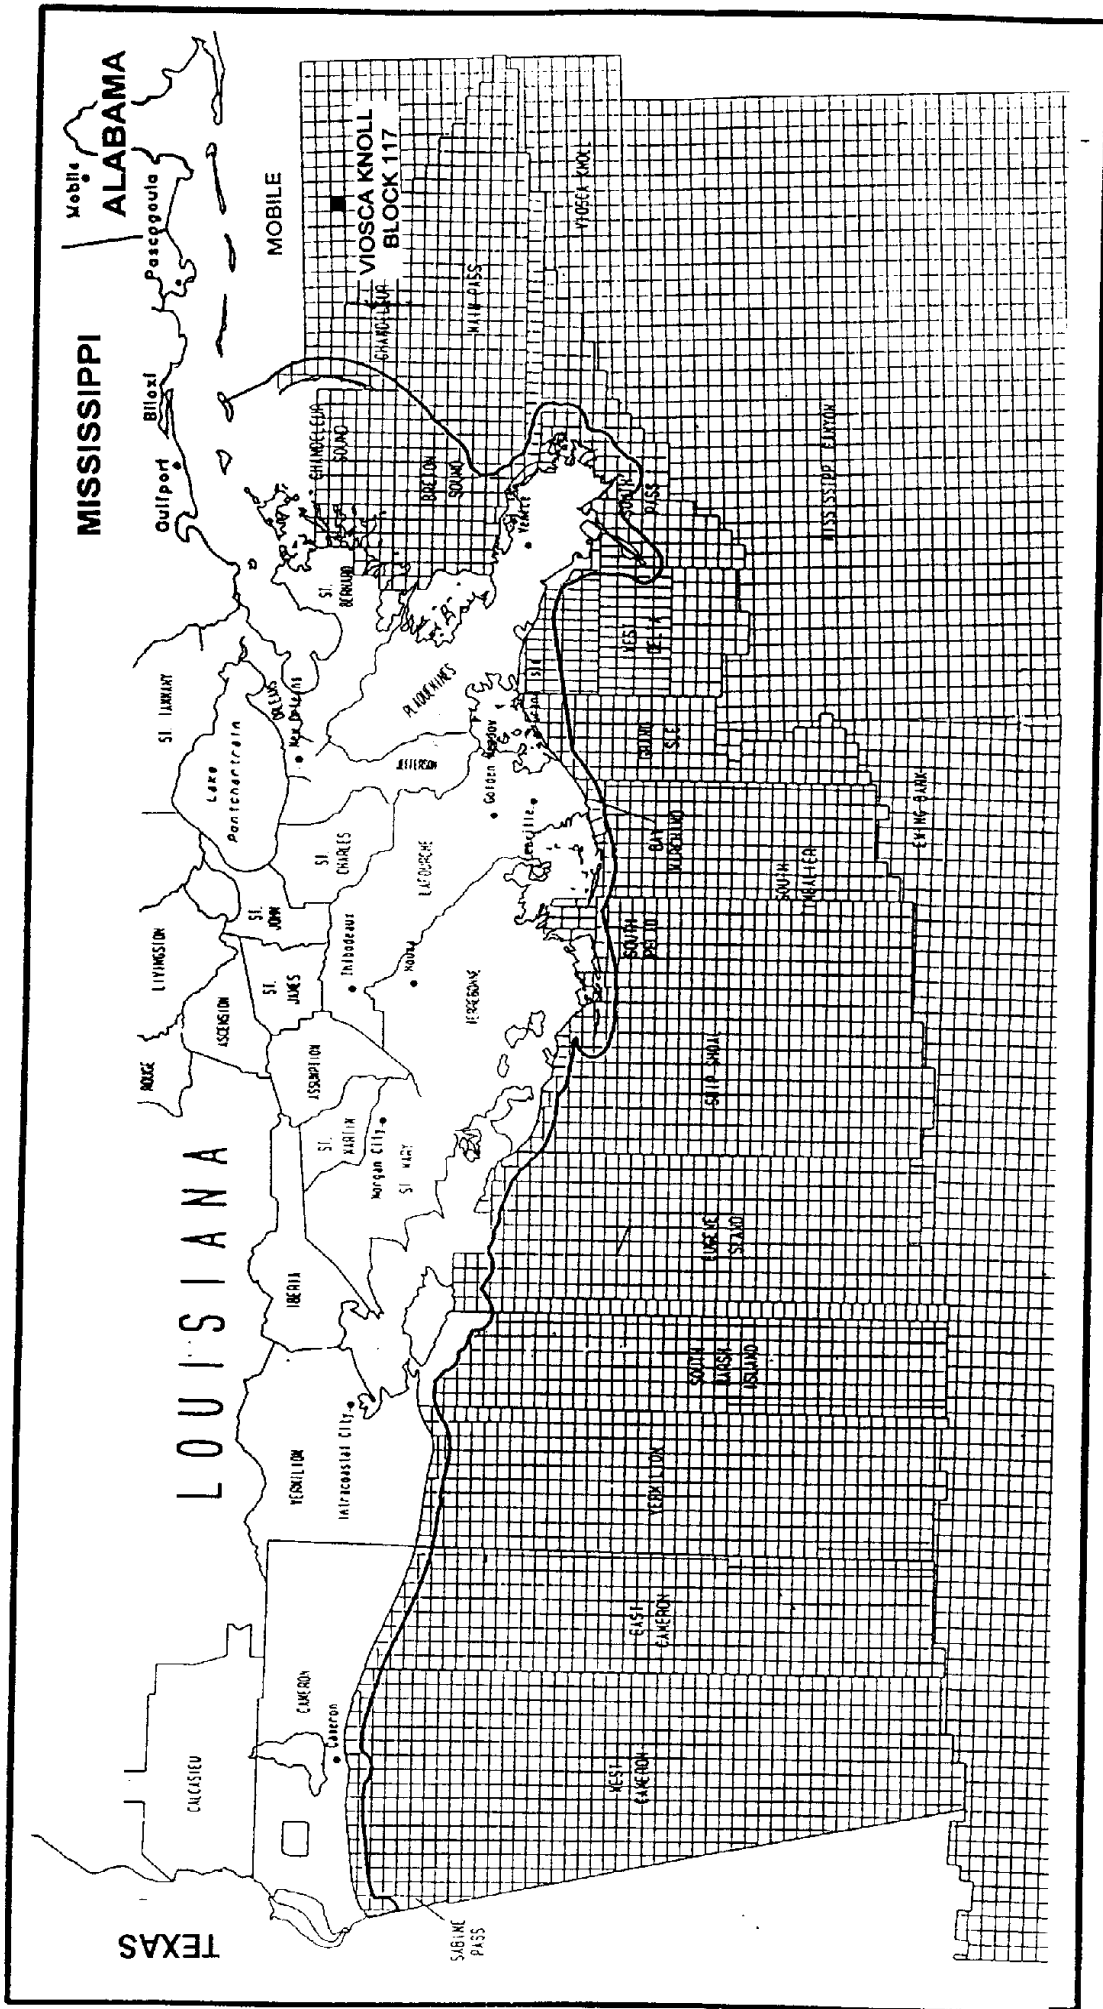 MISSISSIPPI
ALABAMA
Mobile
Pascagoula
Biloxi
Gulfport
MOBILE
VIOSCA KNOLL
BLOCK 117
LOUISIANA
TEXAS
ST. TAMMANY
Lake
Pontchartrain
ORLEANS
New Orleans
ST.
BERNARD
CHANDELEUR
SOUND
CHANDELEUR
BRETON
SOUND
MAIN PASS
VIOSCA KNOLL
LIVINGSTON
ROUGE
ASCENSION
ST.
JOHN
ST.
JAMES
ST.
CHARLES
JEFFERSON
PLAQUEMINES
Venice
LAFOURCHE
Golden Meadow
Leeville
Thibodaux
Houma
TERREBONNE
ASSUMPTION
ST.
MARTIN
Morgan City
ST MARY
IBERIA
VERMILION
Intracoastal City
CALCASIEU
CAMERON
Cameron
SABINE
PASS
WEST
CAMERON
EAST
CAMERON
VERMILION
SOUTH
MARSH
ISLAND
EUGENE
ISLAND
SHIP SHOAL
SOUTH
PELTO
BAY
MARCHAND
SOUTH
EWING BANK
GRAND
ISLE
WEST
DELTA
SOUTH
PASS
MISSISSIPPI CANYON